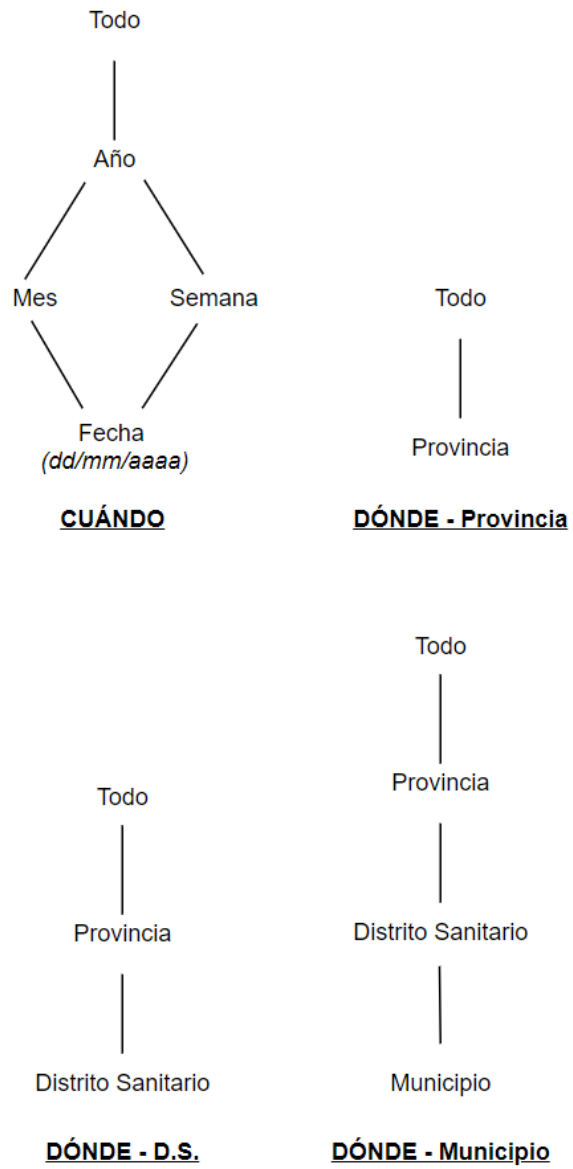 Todo
Año
Mes Semana
Fecha
(dd/mm/aaaa)
CUÁNDO
Todo
Provincia
DÓNDE - Provincia
Todo
Provincia
Distrito Sanitario
DÓNDE - D.S.
Todo
Provincia
Distrito Sanitario
Municipio
DÓNDE - Municipio